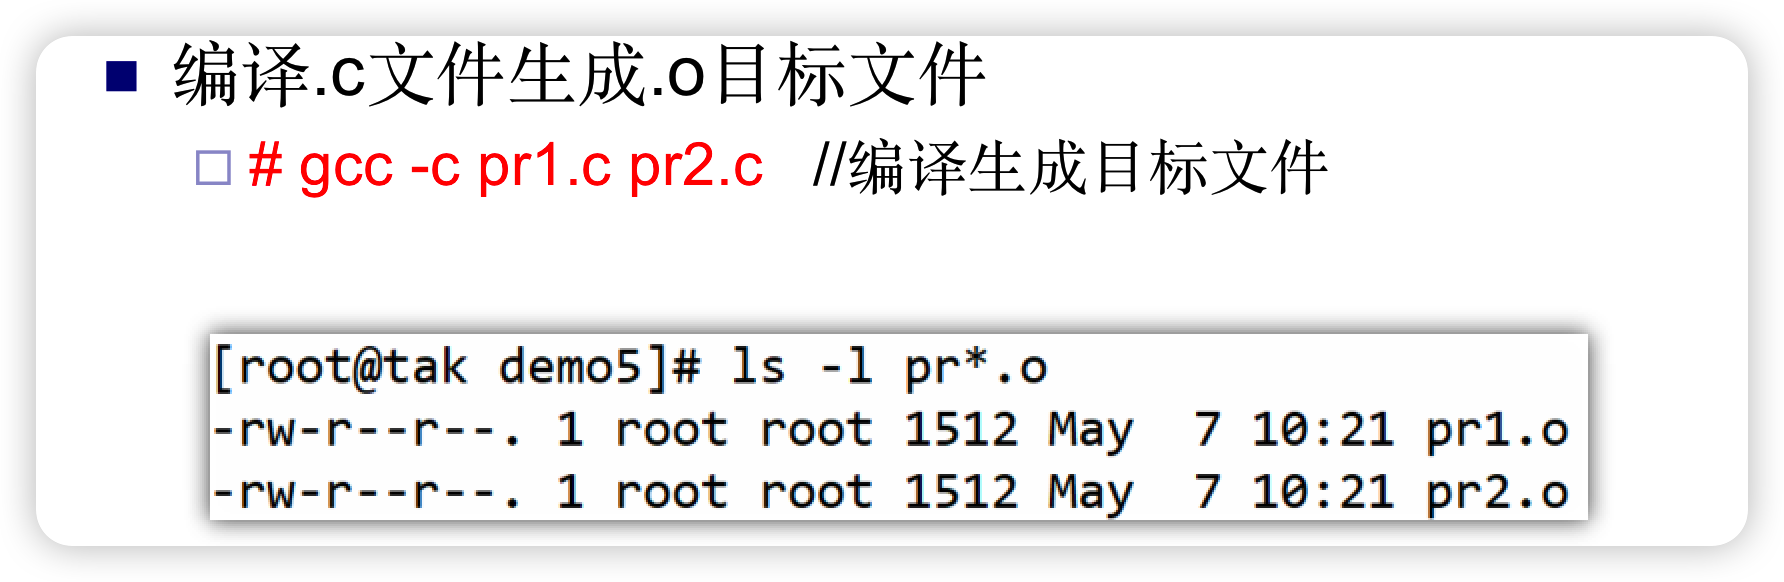 编译.c文件生成.o目标文件
# gcc -c pr1.c pr2.c //编译生成目标文件
[root@tak demo5]# ls -l pr*.o
-rw-r--r--. 1 root root 1512 May  7 10:21 pr1.o
-rw-r--r--. 1 root root 1512 May  7 10:21 pr2.o